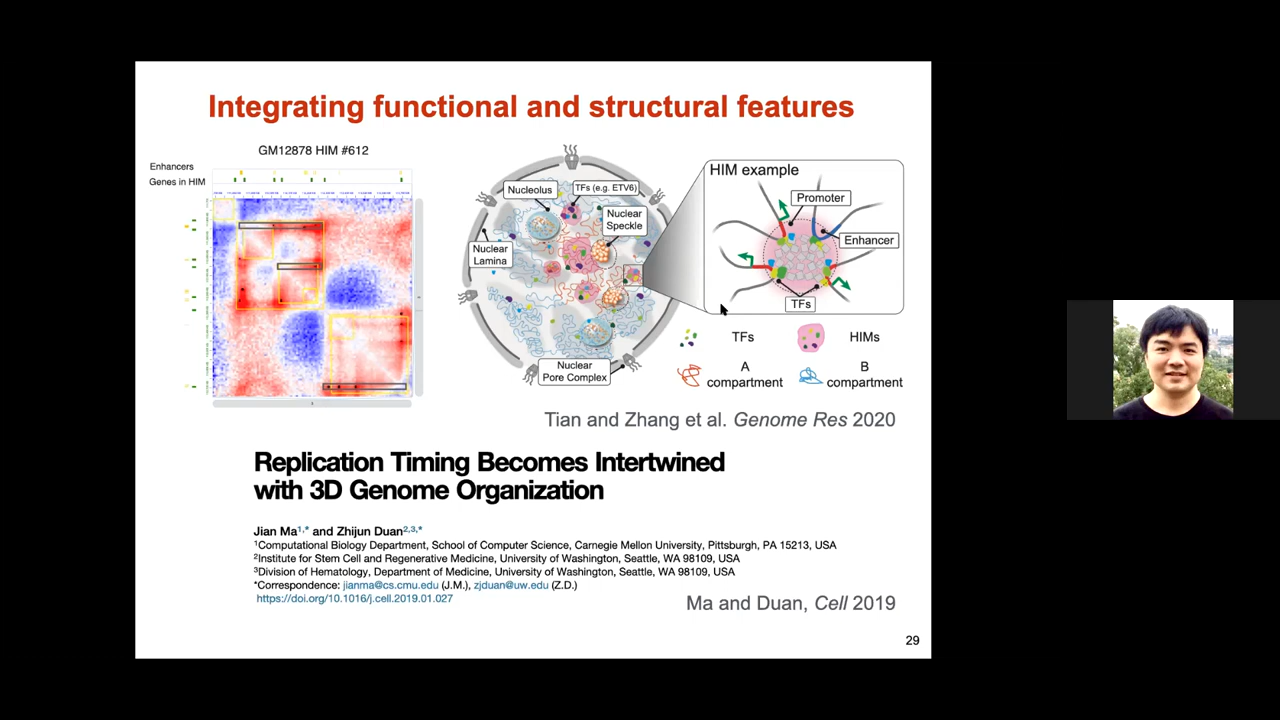 Integrating functional and structural features
GM12878 HIM #612
Enhancers
Genes in HIM
Nucleolus
TFs (e.g. ETV6)
Nuclear
Speckle
Nuclear
Lamina
Nuclear
Pore Complex
HIM example
Promoter
Enhancer
TFs
TFs
HIMs
A
compartment
B
compartment
Tian and Zhang et al. Genome Res 2020
Replication Timing Becomes Intertwined
with 3D Genome Organization
Jian Ma1,* and Zhijun Duan2,3,*
1Computational Biology Department, School of Computer Science, Carnegie Mellon University, Pittsburgh, PA 15213, USA
2Institute for Stem Cell and Regenerative Medicine, University of Washington, Seattle, WA 98109, USA
3Division of Hematology, Department of Medicine, University of Washington, Seattle, WA 98109, USA
*Correspondence: jianma@cs.cmu.edu (J.M.), zjduan@uw.edu (Z.D.)
https://doi.org/10.1016/j.cell.2019.01.027
Ma and Duan, Cell 2019
29